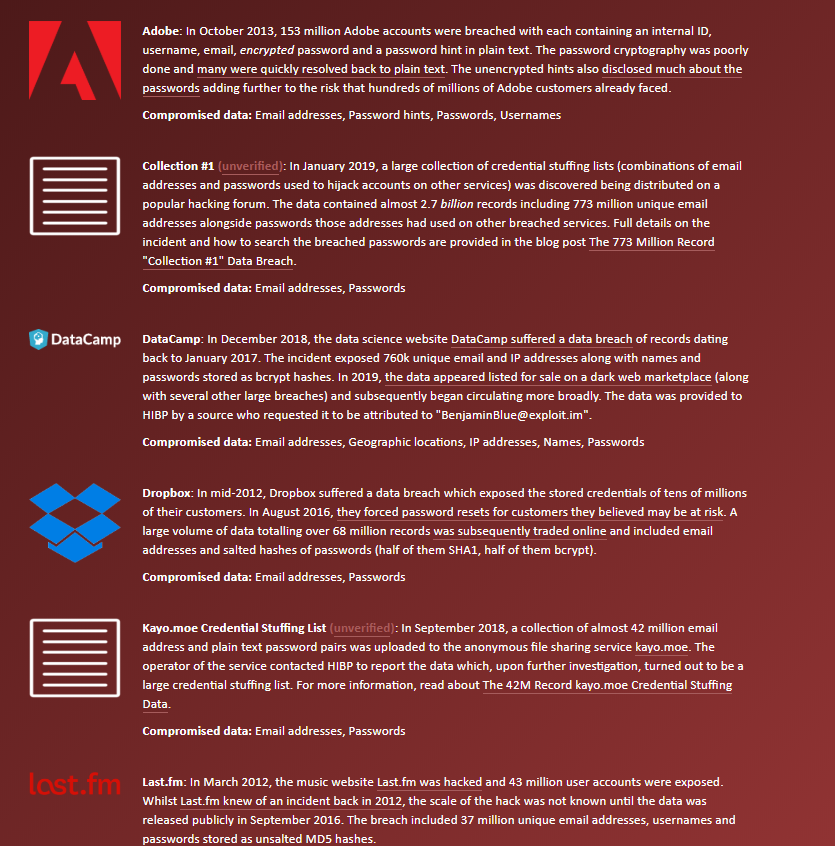 Adobe: In October 2013, 153 million Adobe accounts were breached with each containing an internal ID,
username, email, encrypted password and a password hint in plain text. The password cryptography was poorly
done and many were quickly resolved back to plain text. The unencrypted hints also disclosed much about the
passwords adding further to the risk that hundreds of millions of Adobe customers already faced.
Compromised data: Email addresses, Password hints, Passwords, Usernames
Collection #1 (unverified): In January 2019, a large collection of credential stuffing lists (combinations of email
addresses and passwords used to hijack accounts on other services) was discovered being distributed on a
popular hacking forum. The data contained almost 2.7 billion records including 773 million unique email
addresses alongside passwords those addresses had used on other breached services. Full details on the
incident and how to search the breached passwords are provided in the blog post The 773 Million Record
"Collection #1" Data Breach.
Compromised data: Email addresses, Passwords
DataCamp
DataCamp: In December 2018, the data science website DataCamp suffered a data breach of records dating
back to January 2017. The incident exposed 760k unique email and IP addresses along with names and
passwords stored as bcrypt hashes. In 2019, the data appeared listed for sale on a dark web marketplace (along
with several other large breaches) and subsequently began circulating more broadly. The data was provided to
HIBP by a source who requested it to be attributed to "BenjaminBlue@exploit.im".
Compromised data: Email addresses, Geographic locations, IP addresses, Names, Passwords
Dropbox: In mid-2012, Dropbox suffered a data breach which exposed the stored credentials of tens of millions
of their customers. In August 2016, they forced password resets for customers they believed may be at risk. A
large volume of data totalling over 68 million records was subsequently traded online and included email
addresses and salted hashes of passwords (half of them SHA1, half of them bcrypt).
Compromised data: Email addresses, Passwords
Kayo.moe Credential Stuffing List (unverified): In September 2018, a collection of almost 42 million email
address and plain text password pairs was uploaded to the anonymous file sharing service kayo.moe. The
operator of the service contacted HIBP to report the data which, upon further investigation, turned out to be a
large credential stuffing list. For more information, read about The 42M Record kayo.moe Credential Stuffing
Data.
Compromised data: Email addresses, Passwords
last.fm
Last.fm: In March 2012, the music website Last.fm was hacked and 43 million user accounts were exposed.
Whilst Last.fm knew of an incident back in 2012, the scale of the hack was not known until the data was
released publicly in September 2016. The breach included 37 million unique email addresses, usernames and
passwords stored as unsalted MD5 hashes.